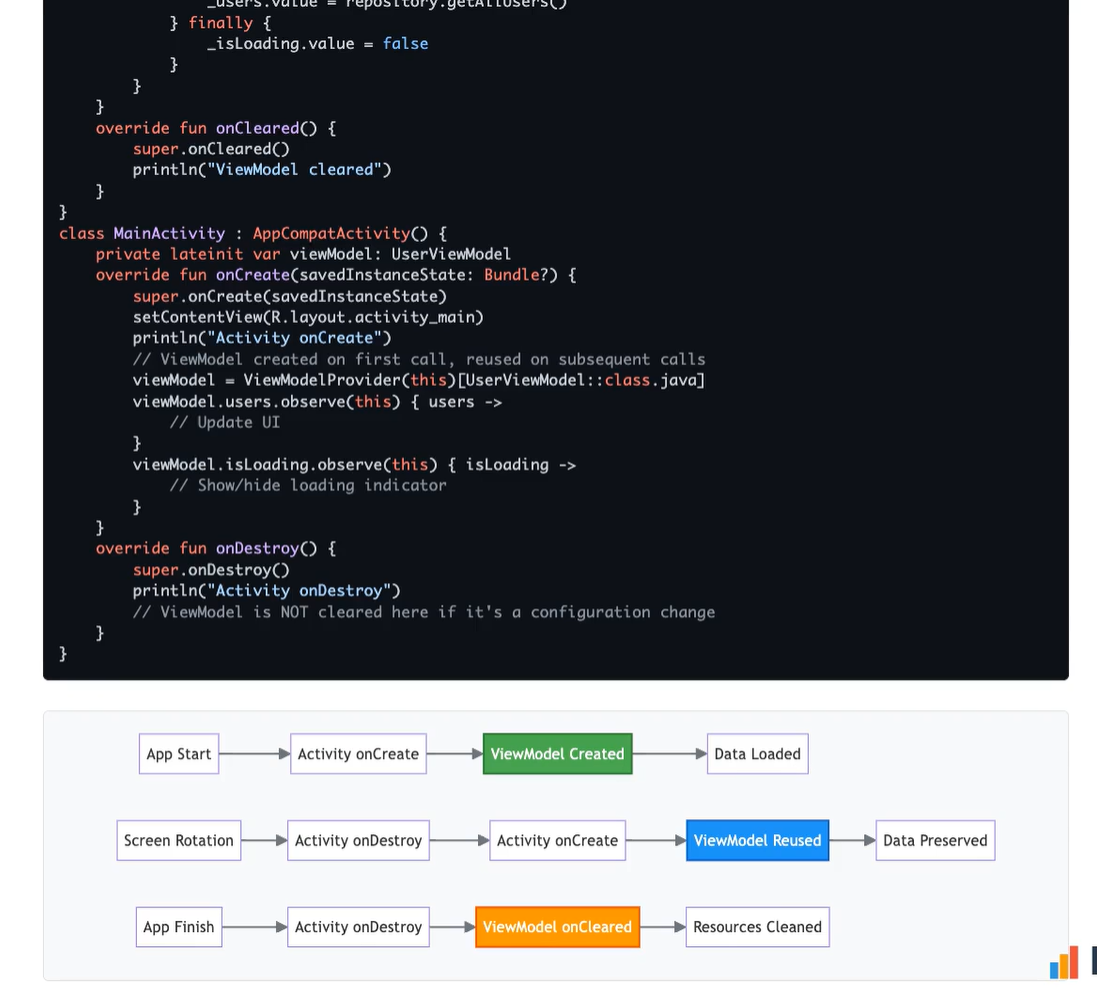 _users.value = repository.getAllUsers()
} finally {
_isLoading.value = false
}
}
}
override fun onCleared() {
super.onCleared()
println("ViewModel cleared")
}
}
class MainActivity : AppCompatActivity() {
private lateinit var viewModel: UserViewModel
override fun onCreate(savedInstanceState: Bundle?) {
super.onCreate(savedInstanceState)
setContentView(R.layout.activity_main)
println("Activity onCreate")
// ViewModel created on first call, reused on subsequent calls
viewModel = ViewModelProvider(this)[UserViewModel::class.java]
viewModel.users.observe(this) { users ->
// Update UI
}
viewModel.isLoading.observe(this) { isLoading ->
// Show/hide loading indicator
}
}
override fun onDestroy() {
super.onDestroy()
println("Activity onDestroy")
// ViewModel is NOT cleared here if it's a configuration change
}
}
App Start
Activity onCreate
ViewModel Created
Data Loaded
Screen Rotation
Activity onDestroy
Activity onCreate
ViewModel Reused
Data Preserved
App Finish
Activity onDestroy
ViewModel onCleared
Resources Cleaned